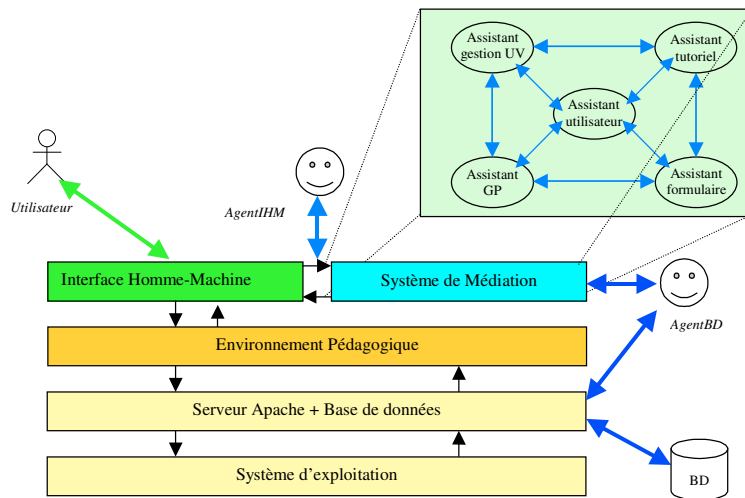 Assistant
gestion UV
Assistant
tutoriel
Assistant
utilisateur
Assistant
GP
Assistant
formulaire
Utilisateur
AgentIHM
Interface Homme-Machine
Système de Médiation
AgentBD
Environnement Pédagogique
Serveur Apache + Base de données
Système d’exploitation
BD